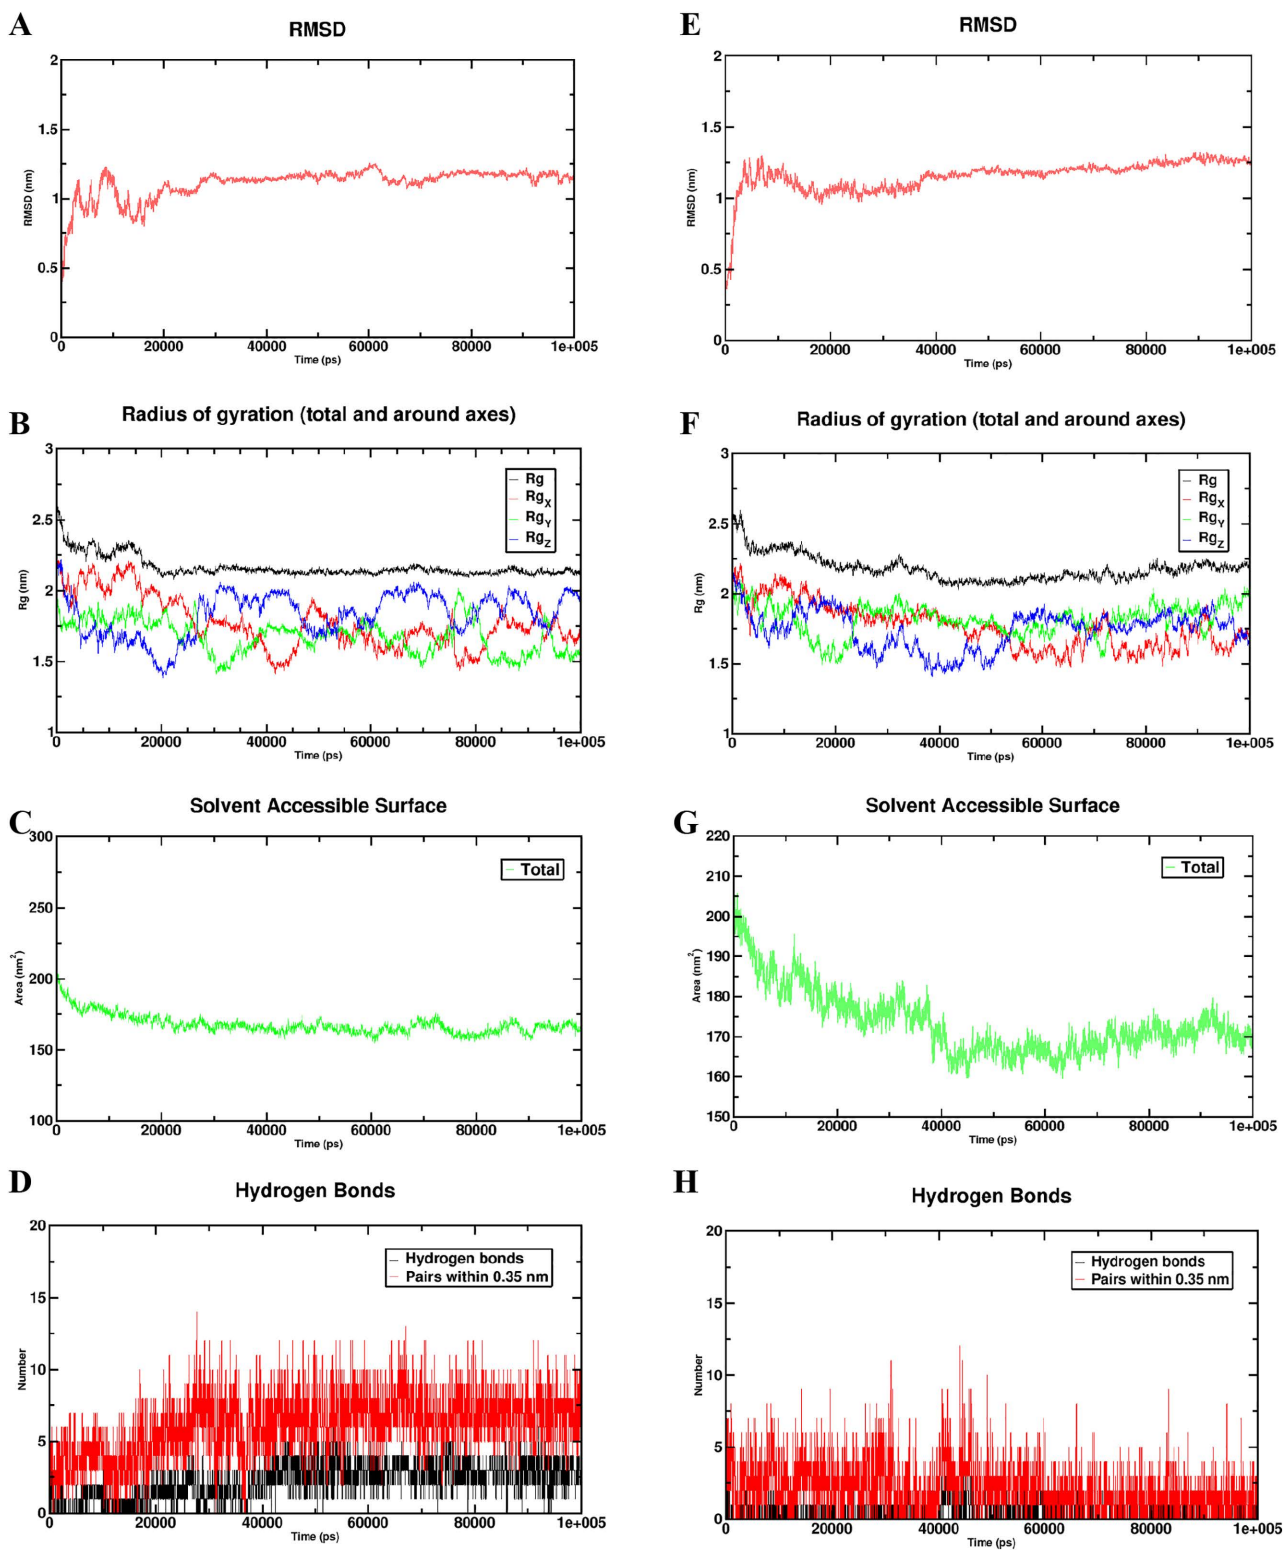 A
RMSD
2
1.5
1
0.5
0
RMSD (nm)
0 20000 40000 60000 80000 1e+005
Time (ps)
E
RMSD
2
1.5
1
0.5
0
RMSD (nm)
0 20000 40000 60000 80000 1e+005
Time (ps)
B
Radius of gyration (total and around axes)
3
2.5
2
1.5
1
Rg (nm)
Rg
RgX
RgY
RgZ
0 20000 40000 60000 80000 1e+005
Time (ps)
F
Radius of gyration (total and around axes)
3
2.5
2
1.5
1
Rg (nm)
Rg
RgX
RgY
RgZ
0 20000 40000 60000 80000 1e+005
Time (ps)
C
Solvent Accessible Surface
300
250
200
150
100
Area (nm²)
Total
0 20000 40000 60000 80000 1e+005
Time (ps)
G
Solvent Accessible Surface
220
210
200
190
180
170
160
150
Area (nm²)
Total
0 20000 40000 60000 80000 1e+005
Time (ps)
D
Hydrogen Bonds
20
15
10
5
0
Number
Hydrogen bonds
Pairs within 0.35 nm
0 20000 40000 60000 80000 1e+005
Time (ps)
H
Hydrogen Bonds
20
15
10
5
0
Number
Hydrogen bonds
Pairs within 0.35 nm
0 20000 40000 60000 80000 1e+005
Time (ps)